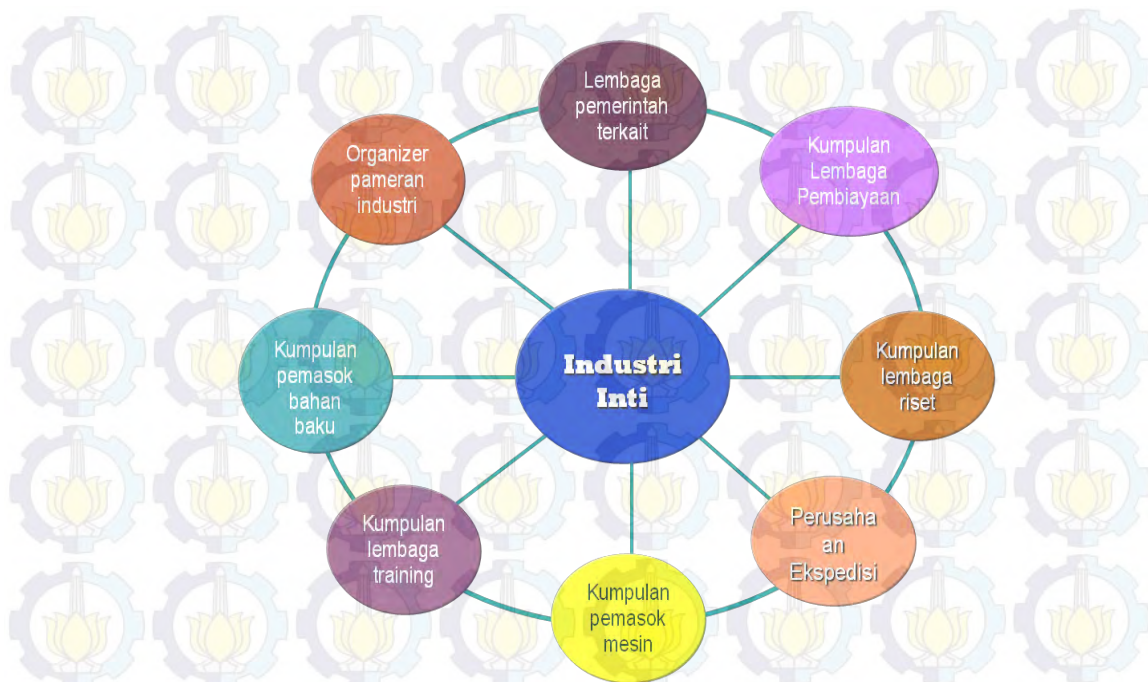 Lembaga
pemerintah
terkait
Kumpulan
Lembaga
Pembiayaan
Kumpulan
lembaga
riset
Perusaha
an
Ekspedisi
Kumpulan
pemasok
mesin
Kumpulan
lembaga
training
Kumpulan
pemasok
bahan
baku
Organizer
pameran
industri
Industri
Inti